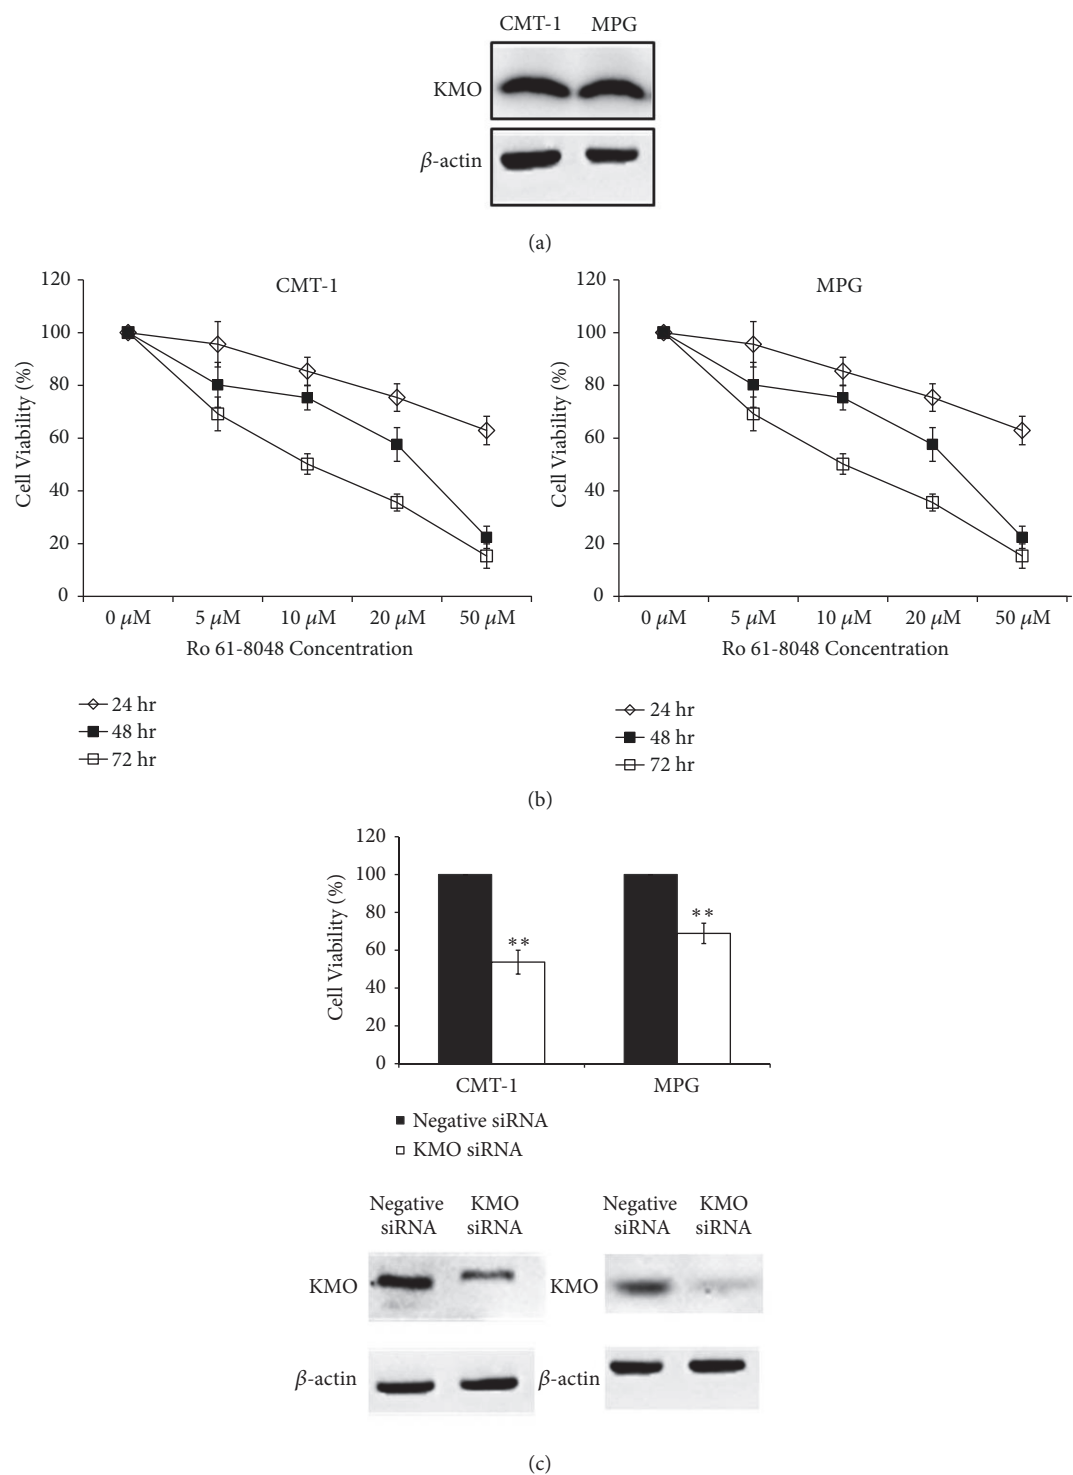 CMT-1 MPG
KMO
β-actin
(a)
CMT-1
120
100
80
60
40
20
0
Cell Viability (%)
0 μM 5 μM 10 μM 20 μM 50 μM
Ro 61-8048 Concentration
24 hr
48 hr
72 hr
MPG
120
100
80
60
40
20
0
Cell Viability (%)
0 μM 5 μM 10 μM 20 μM 50 μM
Ro 61-8048 Concentration
24 hr
48 hr
72 hr
(b)
120
100
80
60
40
20
0
Cell Viability (%)
**
**
CMT-1 MPG
Negative siRNA
KMO siRNA
Negative KMO
siRNA siRNA
KMO
β-actin
Negative KMO
siRNA siRNA
KMO
β-actin
(c)